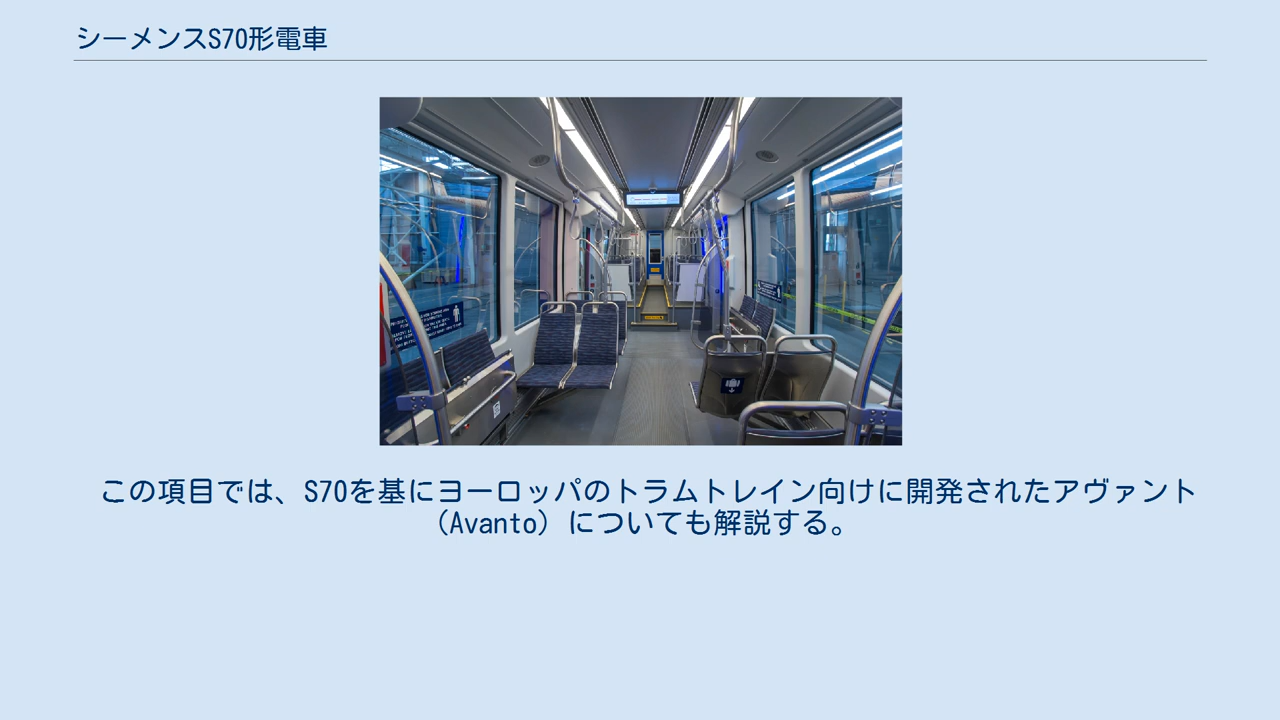 シーメンスS70形電車
この項目では、S70を基にヨーロッパのトラムトレイン向けに開発されたアヴァント
（Avanto）についても解説する。